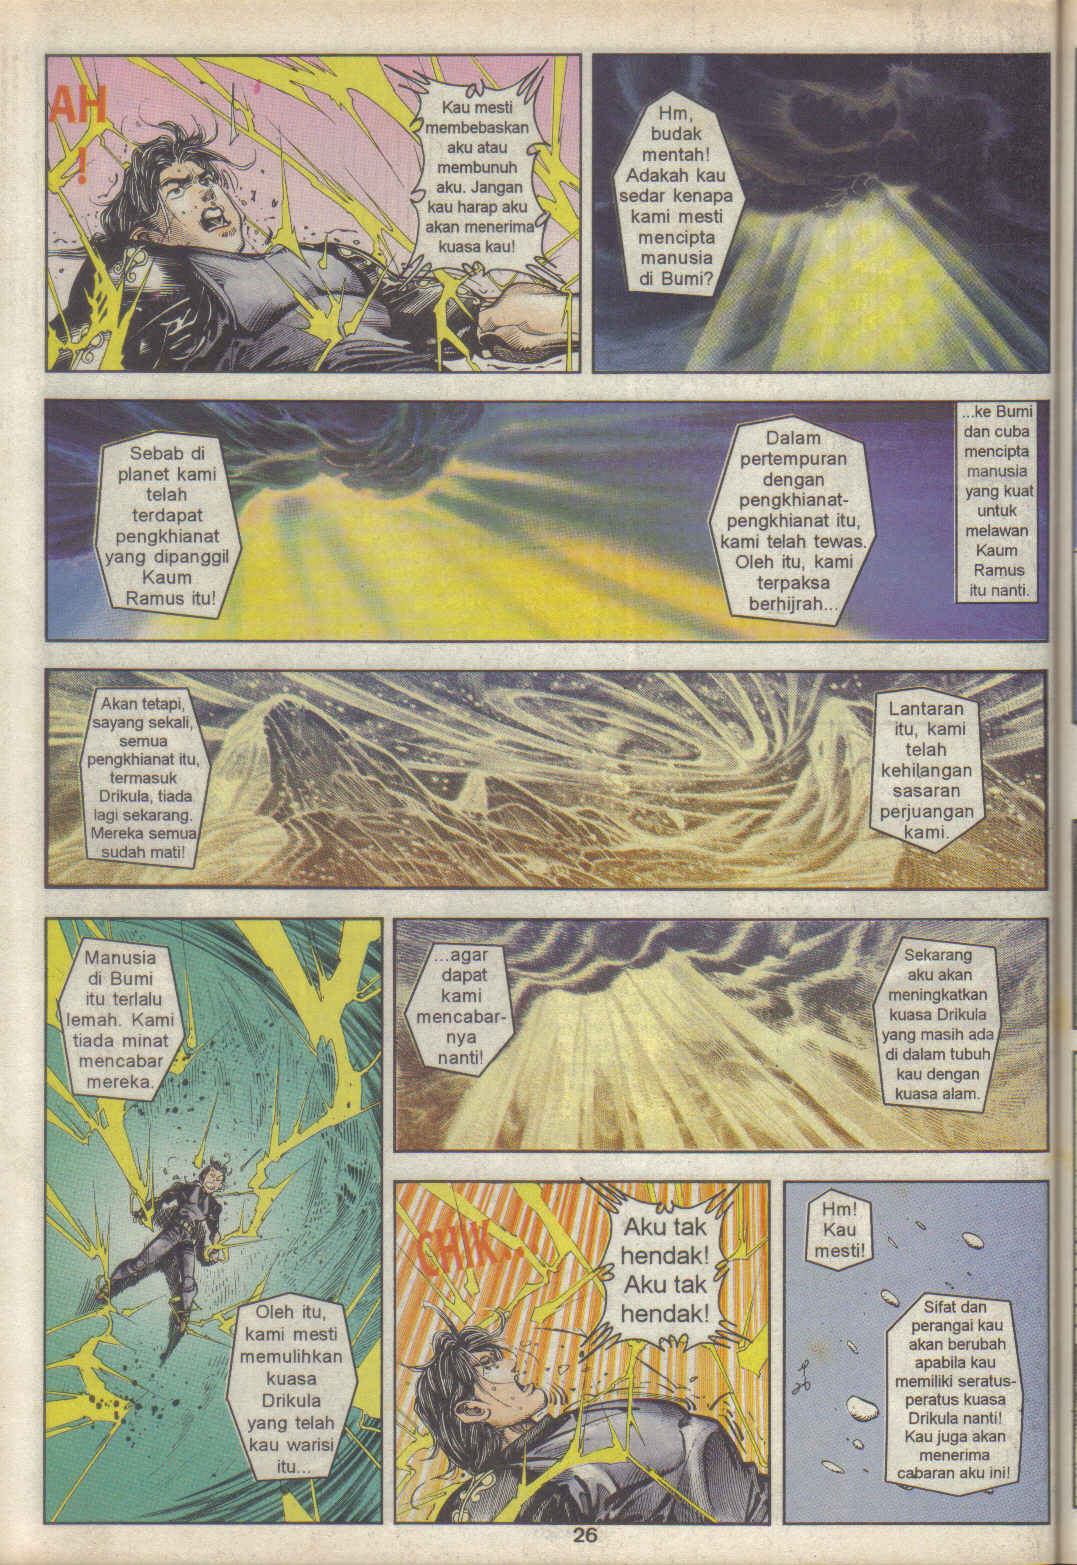 AH
!
Kau mesti
membebaskan
aku atau
membunuh
aku. Jangan
kau harap aku
akan menerima
kuasa kau!
Hm,
budak
mentah!
Adakah kau
sedar kenapa
kami mesti
mencipta
manusia
di Bumi?
Sebab di
planet kami
telah
terdapat
pengkhianat
yang dipanggil
Kaum
Ramus itu!
Dalam
pertempuran
dengan
pengkhianat-
pengkhianat itu,
kami telah tewas.
Oleh itu, kami
terpaksa
berhijrah...
...ke Bumi
dan cuba
mencipta
manusia
yang kuat
untuk
melawan
Kaum
Ramus
itu nanti.
Akan tetapi,
sayang sekali,
semua
pengkhianat itu,
termasuk
Drikula, tiada
lagi sekarang.
Mereka semua
sudah mati!
Lantaran
itu, kami
telah
kehilangan
sasaran
perjuangan
kami.
Manusia
di Bumi
itu terlalu
lemah. Kami
tiada minat
mencabar
mereka.
Oleh itu,
kami mesti
memulihkan
kuasa
Drikula
yang telah
kau warisi
itu...
...agar
dapat
kami
mencabar-
nya
nanti!
Sekarang
aku akan
meningkatkan
kuasa Drikula
yang masih ada
di dalam tubuh
kau dengan
kuasa alam.
CHIK...
Aku tak
hendak!
Aku tak
hendak!
Hm!
Kau
mesti!
Sifat dan
perangai kau
akan berubah
apabila kau
memiliki seratus-
peratus kuasa
Drikula nanti!
Kau juga akan
menerima
cabaran aku ini!
26